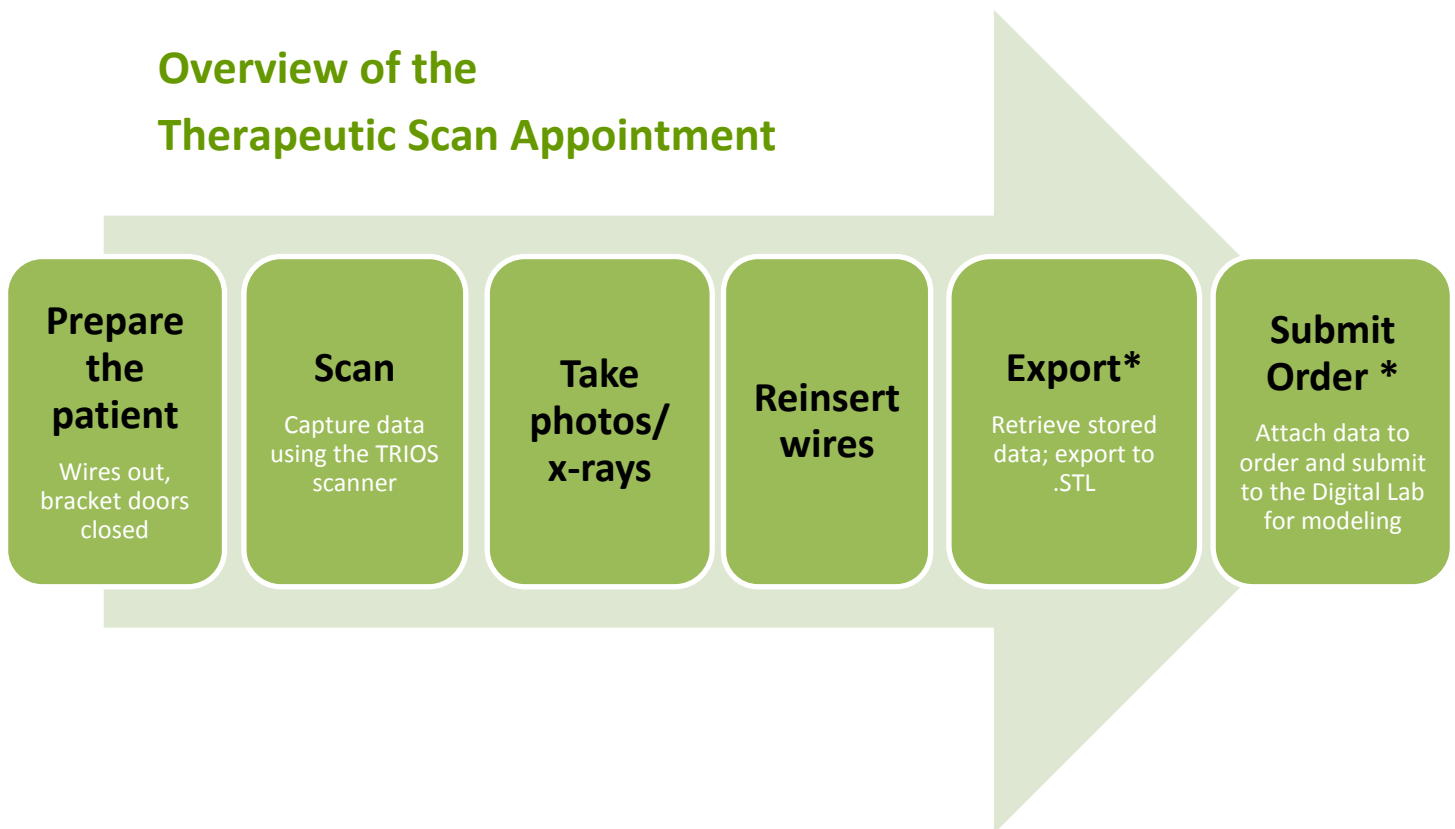 Overview of the
Therapeutic Scan Appointment
Prepare
the
patient
Wires out,
bracket doors
closed
Scan
Capture data
using the TRIOS
scanner
Take
photos/
x-rays
Reinsert
wires
Export*
Retrieve stored
data; export to
.STL
Submit
Order *
Attach data to
order and submit
to the Digital Lab
for modeling